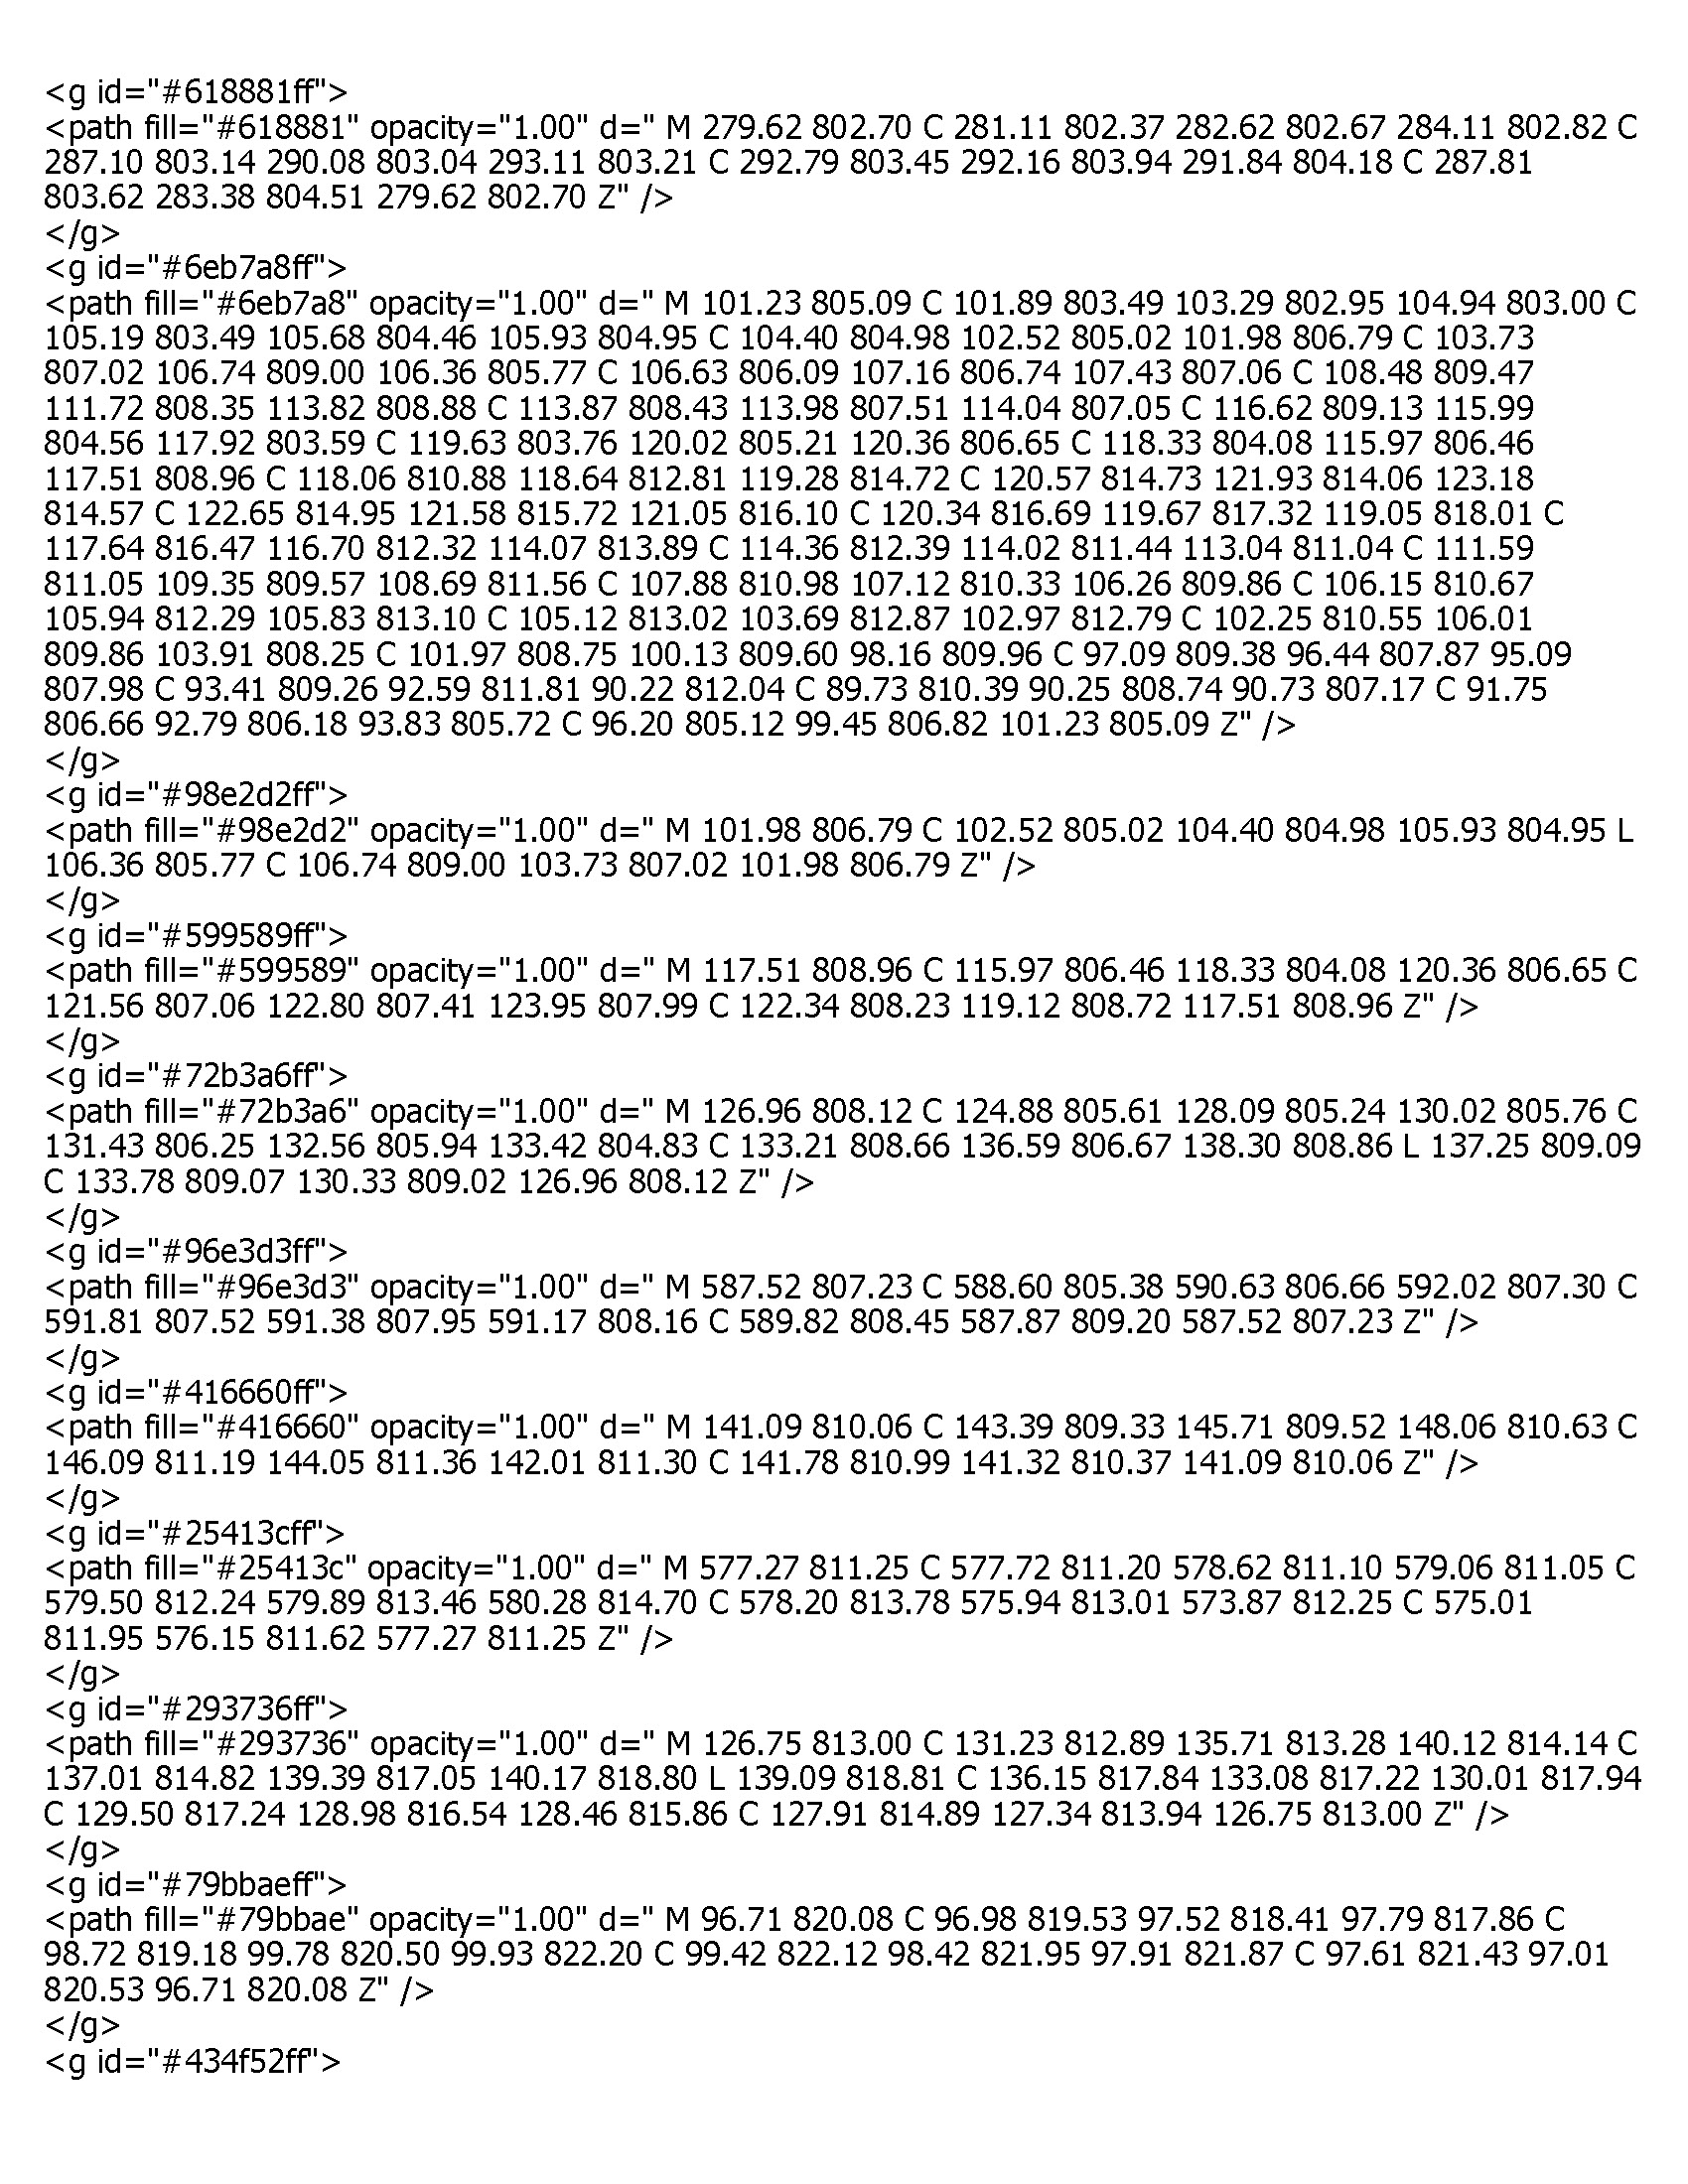 <g id="#618881ff">
<path fill="#618881" opacity="1.00" d=" M 279.62 802.70 C 281.11 802.37 282.62 802.67 284.11 802.82 C
287.10 803.14 290.08 803.04 293.11 803.21 C 292.79 803.45 292.16 803.94 291.84 804.18 C 287.81
803.62 283.38 804.51 279.62 802.70 Z" />
</g>
<g id="#6eb7a8ff">
<path fill="#6eb7a8" opacity="1.00" d=" M 101.23 805.09 C 101.89 803.49 103.29 802.95 104.94 803.00 C
105.19 803.49 105.68 804.46 105.93 804.95 C 104.40 804.98 102.52 805.02 101.98 806.79 C 103.73
807.02 106.74 809.00 106.36 805.77 C 106.63 806.09 107.16 806.74 107.43 807.06 C 108.48 809.47
111.72 808.35 113.82 808.88 C 113.87 808.43 113.98 807.51 114.04 807.05 C 116.62 809.13 115.99
804.56 117.92 803.59 C 119.63 803.76 120.02 805.21 120.36 806.65 C 118.33 804.08 115.97 806.46
117.51 808.96 C 118.06 810.88 118.64 812.81 119.28 814.72 C 120.57 814.73 121.93 814.06 123.18
814.57 C 122.65 814.95 121.58 815.72 121.05 816.10 C 120.34 816.69 119.67 817.32 119.05 818.01 C
117.64 816.47 116.70 812.32 114.07 813.89 C 114.36 812.39 114.02 811.44 113.04 811.04 C 111.59
811.05 109.35 809.57 108.69 811.56 C 107.88 810.98 107.12 810.33 106.26 809.86 C 106.15 810.67
105.94 812.29 105.83 813.10 C 105.12 813.02 103.69 812.87 102.97 812.79 C 102.25 810.55 106.01
809.86 103.91 808.25 C 101.97 808.75 100.13 809.60 98.16 809.96 C 97.09 809.38 96.44 807.87 95.09
807.98 C 93.41 809.26 92.59 811.81 90.22 812.04 C 89.73 810.39 90.25 808.74 90.73 807.17 C 91.75
806.66 92.79 806.18 93.83 805.72 C 96.20 805.12 99.45 806.82 101.23 805.09 Z" />
</g>
<g id="#98e2d2ff">
<path fill="#98e2d2" opacity="1.00" d=" M 101.98 806.79 C 102.52 805.02 104.40 804.98 105.93 804.95 L
106.36 805.77 C 106.74 809.00 103.73 807.02 101.98 806.79 Z" />
</g>
<g id="#599589ff">
<path fill="#599589" opacity="1.00" d=" M 117.51 808.96 C 115.97 806.46 118.33 804.08 120.36 806.65 C
121.56 807.06 122.80 807.41 123.95 807.99 C 122.34 808.23 119.12 808.72 117.51 808.96 Z" />
</g>
<g id="#72b3a6ff">
<path fill="#72b3a6" opacity="1.00" d=" M 126.96 808.12 C 124.88 805.61 128.09 805.24 130.02 805.76 C
131.43 806.25 132.56 805.94 133.42 804.83 C 133.21 808.66 136.59 806.67 138.30 808.86 L 137.25 809.09
C 133.78 809.07 130.33 809.02 126.96 808.12 Z" />
</g>
<g id="#96e3d3ff">
<path fill="#96e3d3" opacity="1.00" d=" M 587.52 807.23 C 588.60 805.38 590.63 806.66 592.02 807.30 C
591.81 807.52 591.38 807.95 591.17 808.16 C 589.82 808.45 587.87 809.20 587.52 807.23 Z" />
</g>
<g id="#416660ff">
<path fill="#416660" opacity="1.00" d=" M 141.09 810.06 C 143.39 809.33 145.71 809.52 148.06 810.63 C
146.09 811.19 144.05 811.36 142.01 811.30 C 141.78 810.99 141.32 810.37 141.09 810.06 Z" />
</g>
<g id="#25413cff">
<path fill="#25413c" opacity="1.00" d=" M 577.27 811.25 C 577.72 811.20 578.62 811.10 579.06 811.05 C
579.50 812.24 579.89 813.46 580.28 814.70 C 578.20 813.78 575.94 813.01 573.87 812.25 C 575.01
811.95 576.15 811.62 577.27 811.25 Z" />
</g>
<g id="#293736ff">
<path fill="#293736" opacity="1.00" d=" M 126.75 813.00 C 131.23 812.89 135.71 813.28 140.12 814.14 C
137.01 814.82 139.39 817.05 140.17 818.80 L 139.09 818.81 C 136.15 817.84 133.08 817.22 130.01 817.94
C 129.50 817.24 128.98 816.54 128.46 815.86 C 127.91 814.89 127.34 813.94 126.75 813.00 Z" />
</g>
<g id="#79bbaeff">
<path fill="#79bbae" opacity="1.00" d=" M 96.71 820.08 C 96.98 819.53 97.52 818.41 97.79 817.86 C
98.72 819.18 99.78 820.50 99.93 822.20 C 99.42 822.12 98.42 821.95 97.91 821.87 C 97.61 821.43 97.01
820.53 96.71 820.08 Z" />
</g>
<g id="#434f52ff">